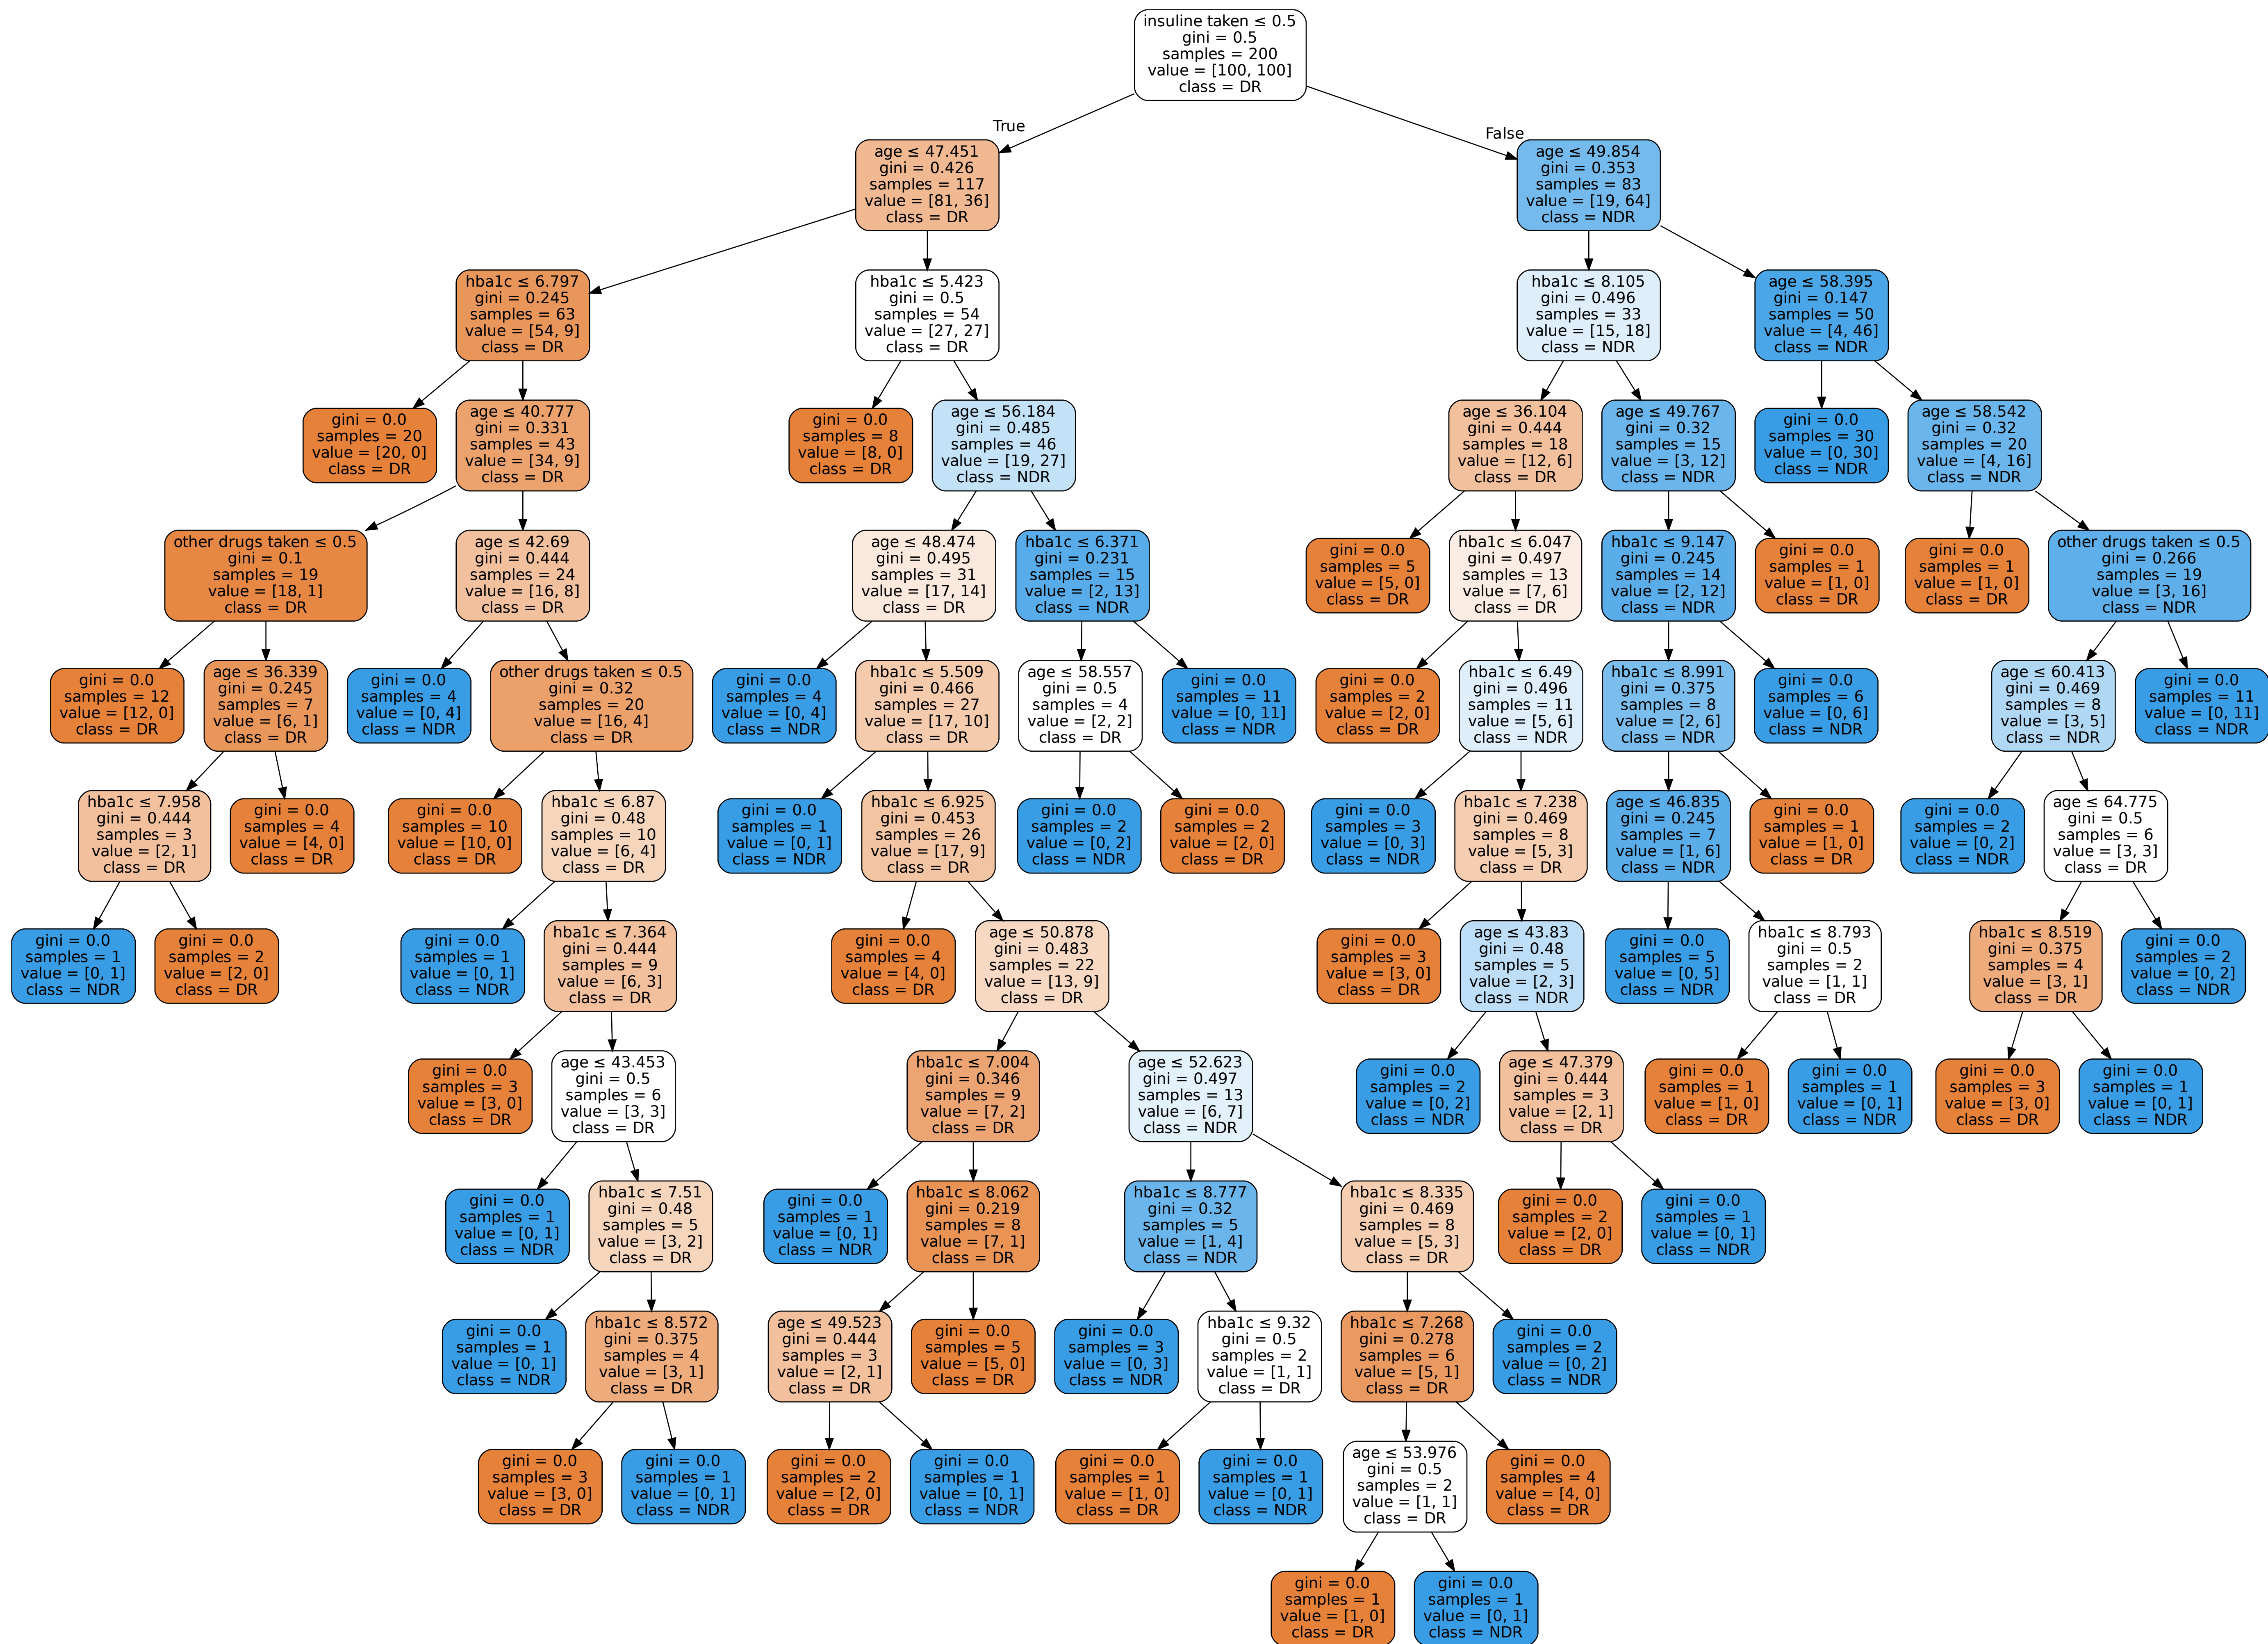 insuline taken ≤ 0.5
gini = 0.5
samples = 200
value = [100, 100]
class = DR
True
False
age ≤ 47.451
gini = 0.426
samples = 117
value = [81, 36]
class = DR
age ≤ 49.854
gini = 0.353
samples = 83
value = [19, 64]
class = NDR
hba1c ≤ 6.797
gini = 0.245
samples = 63
value = [54, 9]
class = DR
hba1c ≤ 5.423
gini = 0.5
samples = 54
value = [27, 27]
class = DR
hba1c ≤ 8.105
gini = 0.496
samples = 33
value = [15, 18]
class = NDR
age ≤ 58.395
gini = 0.147
samples = 50
value = [4, 46]
class = NDR
gini = 0.0
samples = 20
value = [20, 0]
class = DR
age ≤ 40.777
gini = 0.331
samples = 43
value = [34, 9]
class = DR
gini = 0.0
samples = 8
value = [8, 0]
class = DR
age ≤ 56.184
gini = 0.485
samples = 46
value = [19, 27]
class = NDR
age ≤ 36.104
gini = 0.444
samples = 18
value = [12, 6]
class = DR
age ≤ 49.767
gini = 0.32
samples = 15
value = [3, 12]
class = NDR
gini = 0.0
samples = 30
value = [0, 30]
class = NDR
age ≤ 58.542
gini = 0.32
samples = 20
value = [4, 16]
class = NDR
other drugs taken ≤ 0.5
gini = 0.1
samples = 19
value = [18, 1]
class = DR
age ≤ 42.69
gini = 0.444
samples = 24
value = [16, 8]
class = DR
age ≤ 48.474
gini = 0.495
samples = 31
value = [17, 14]
class = DR
hba1c ≤ 6.371
gini = 0.231
samples = 15
value = [2, 13]
class = NDR
gini = 0.0
samples = 5
value = [5, 0]
class = DR
hba1c ≤ 6.047
gini = 0.497
samples = 13
value = [7, 6]
class = DR
hba1c ≤ 9.147
gini = 0.245
samples = 14
value = [2, 12]
class = NDR
gini = 0.0
samples = 1
value = [1, 0]
class = DR
gini = 0.0
samples = 1
value = [1, 0]
class = DR
other drugs taken ≤ 0.5
gini = 0.266
samples = 19
value = [3, 16]
class = NDR
gini = 0.0
samples = 12
value = [12, 0]
class = DR
age ≤ 36.339
gini = 0.245
samples = 7
value = [6, 1]
class = DR
gini = 0.0
samples = 4
value = [0, 4]
class = NDR
other drugs taken ≤ 0.5
gini = 0.32
samples = 20
value = [16, 4]
class = DR
gini = 0.0
samples = 4
value = [0, 4]
class = NDR
hba1c ≤ 5.509
gini = 0.466
samples = 27
value = [17, 10]
class = DR
age ≤ 58.557
gini = 0.5
samples = 4
value = [2, 2]
class = DR
gini = 0.0
samples = 11
value = [0, 11]
class = NDR
gini = 0.0
samples = 2
value = [2, 0]
class = DR
hba1c ≤ 6.49
gini = 0.496
samples = 11
value = [5, 6]
class = NDR
hba1c ≤ 8.991
gini = 0.375
samples = 8
value = [2, 6]
class = NDR
gini = 0.0
samples = 6
value = [0, 6]
class = NDR
age ≤ 60.413
gini = 0.469
samples = 8
value = [3, 5]
class = NDR
gini = 0.0
samples = 11
value = [0, 11]
class = NDR
hba1c ≤ 7.958
gini = 0.444
samples = 3
value = [2, 1]
class = DR
gini = 0.0
samples = 4
value = [4, 0]
class = DR
gini = 0.0
samples = 10
value = [10, 0]
class = DR
hba1c ≤ 6.87
gini = 0.48
samples = 10
value = [6, 4]
class = DR
gini = 0.0
samples = 1
value = [0, 1]
class = NDR
hba1c ≤ 6.925
gini = 0.453
samples = 26
value = [17, 9]
class = DR
gini = 0.0
samples = 2
value = [0, 2]
class = NDR
gini = 0.0
samples = 2
value = [2, 0]
class = DR
gini = 0.0
samples = 3
value = [0, 3]
class = NDR
hba1c ≤ 7.238
gini = 0.469
samples = 8
value = [5, 3]
class = DR
age ≤ 46.835
gini = 0.245
samples = 7
value = [1, 6]
class = NDR
gini = 0.0
samples = 1
value = [1, 0]
class = DR
gini = 0.0
samples = 2
value = [0, 2]
class = NDR
age ≤ 64.775
gini = 0.5
samples = 6
value = [3, 3]
class = DR
gini = 0.0
samples = 1
value = [0, 1]
class = NDR
gini = 0.0
samples = 2
value = [2, 0]
class = DR
gini = 0.0
samples = 1
value = [0, 1]
class = NDR
hba1c ≤ 7.364
gini = 0.444
samples = 9
value = [6, 3]
class = DR
gini = 0.0
samples = 4
value = [4, 0]
class = DR
age ≤ 50.878
gini = 0.483
samples = 22
value = [13, 9]
class = DR
gini = 0.0
samples = 3
value = [3, 0]
class = DR
age ≤ 43.83
gini = 0.48
samples = 5
value = [2, 3]
class = NDR
gini = 0.0
samples = 5
value = [0, 5]
class = NDR
hba1c ≤ 8.793
gini = 0.5
samples = 2
value = [1, 1]
class = DR
hba1c ≤ 8.519
gini = 0.375
samples = 4
value = [3, 1]
class = DR
gini = 0.0
samples = 2
value = [0, 2]
class = NDR
gini = 0.0
samples = 3
value = [3, 0]
class = DR
age ≤ 43.453
gini = 0.5
samples = 6
value = [3, 3]
class = DR
hba1c ≤ 7.004
gini = 0.346
samples = 9
value = [7, 2]
class = DR
age ≤ 52.623
gini = 0.497
samples = 13
value = [6, 7]
class = NDR
gini = 0.0
samples = 2
value = [0, 2]
class = NDR
age ≤ 47.379
gini = 0.444
samples = 3
value = [2, 1]
class = DR
gini = 0.0
samples = 1
value = [1, 0]
class = DR
gini = 0.0
samples = 1
value = [0, 1]
class = NDR
gini = 0.0
samples = 3
value = [3, 0]
class = DR
gini = 0.0
samples = 1
value = [0, 1]
class = NDR
gini = 0.0
samples = 1
value = [0, 1]
class = NDR
hba1c ≤ 7.51
gini = 0.48
samples = 5
value = [3, 2]
class = DR
gini = 0.0
samples = 1
value = [0, 1]
class = NDR
hba1c ≤ 8.062
gini = 0.219
samples = 8
value = [7, 1]
class = DR
hba1c ≤ 8.777
gini = 0.32
samples = 5
value = [1, 4]
class = NDR
hba1c ≤ 8.335
gini = 0.469
samples = 8
value = [5, 3]
class = DR
gini = 0.0
samples = 2
value = [2, 0]
class = DR
gini = 0.0
samples = 1
value = [0, 1]
class = NDR
gini = 0.0
samples = 1
value = [0, 1]
class = NDR
hba1c ≤ 8.572
gini = 0.375
samples = 4
value = [3, 1]
class = DR
age ≤ 49.523
gini = 0.444
samples = 3
value = [2, 1]
class = DR
gini = 0.0
samples = 5
value = [5, 0]
class = DR
gini = 0.0
samples = 3
value = [0, 3]
class = NDR
hba1c ≤ 9.32
gini = 0.5
samples = 2
value = [1, 1]
class = DR
hba1c ≤ 7.268
gini = 0.278
samples = 6
value = [5, 1]
class = DR
gini = 0.0
samples = 2
value = [0, 2]
class = NDR
gini = 0.0
samples = 3
value = [3, 0]
class = DR
gini = 0.0
samples = 1
value = [0, 1]
class = NDR
gini = 0.0
samples = 2
value = [2, 0]
class = DR
gini = 0.0
samples = 1
value = [0, 1]
class = NDR
gini = 0.0
samples = 1
value = [1, 0]
class = DR
gini = 0.0
samples = 1
value = [0, 1]
class = NDR
age ≤ 53.976
gini = 0.5
samples = 2
value = [1, 1]
class = DR
gini = 0.0
samples = 4
value = [4, 0]
class = DR
gini = 0.0
samples = 1
value = [1, 0]
class = DR
gini = 0.0
samples = 1
value = [0, 1]
class = NDR